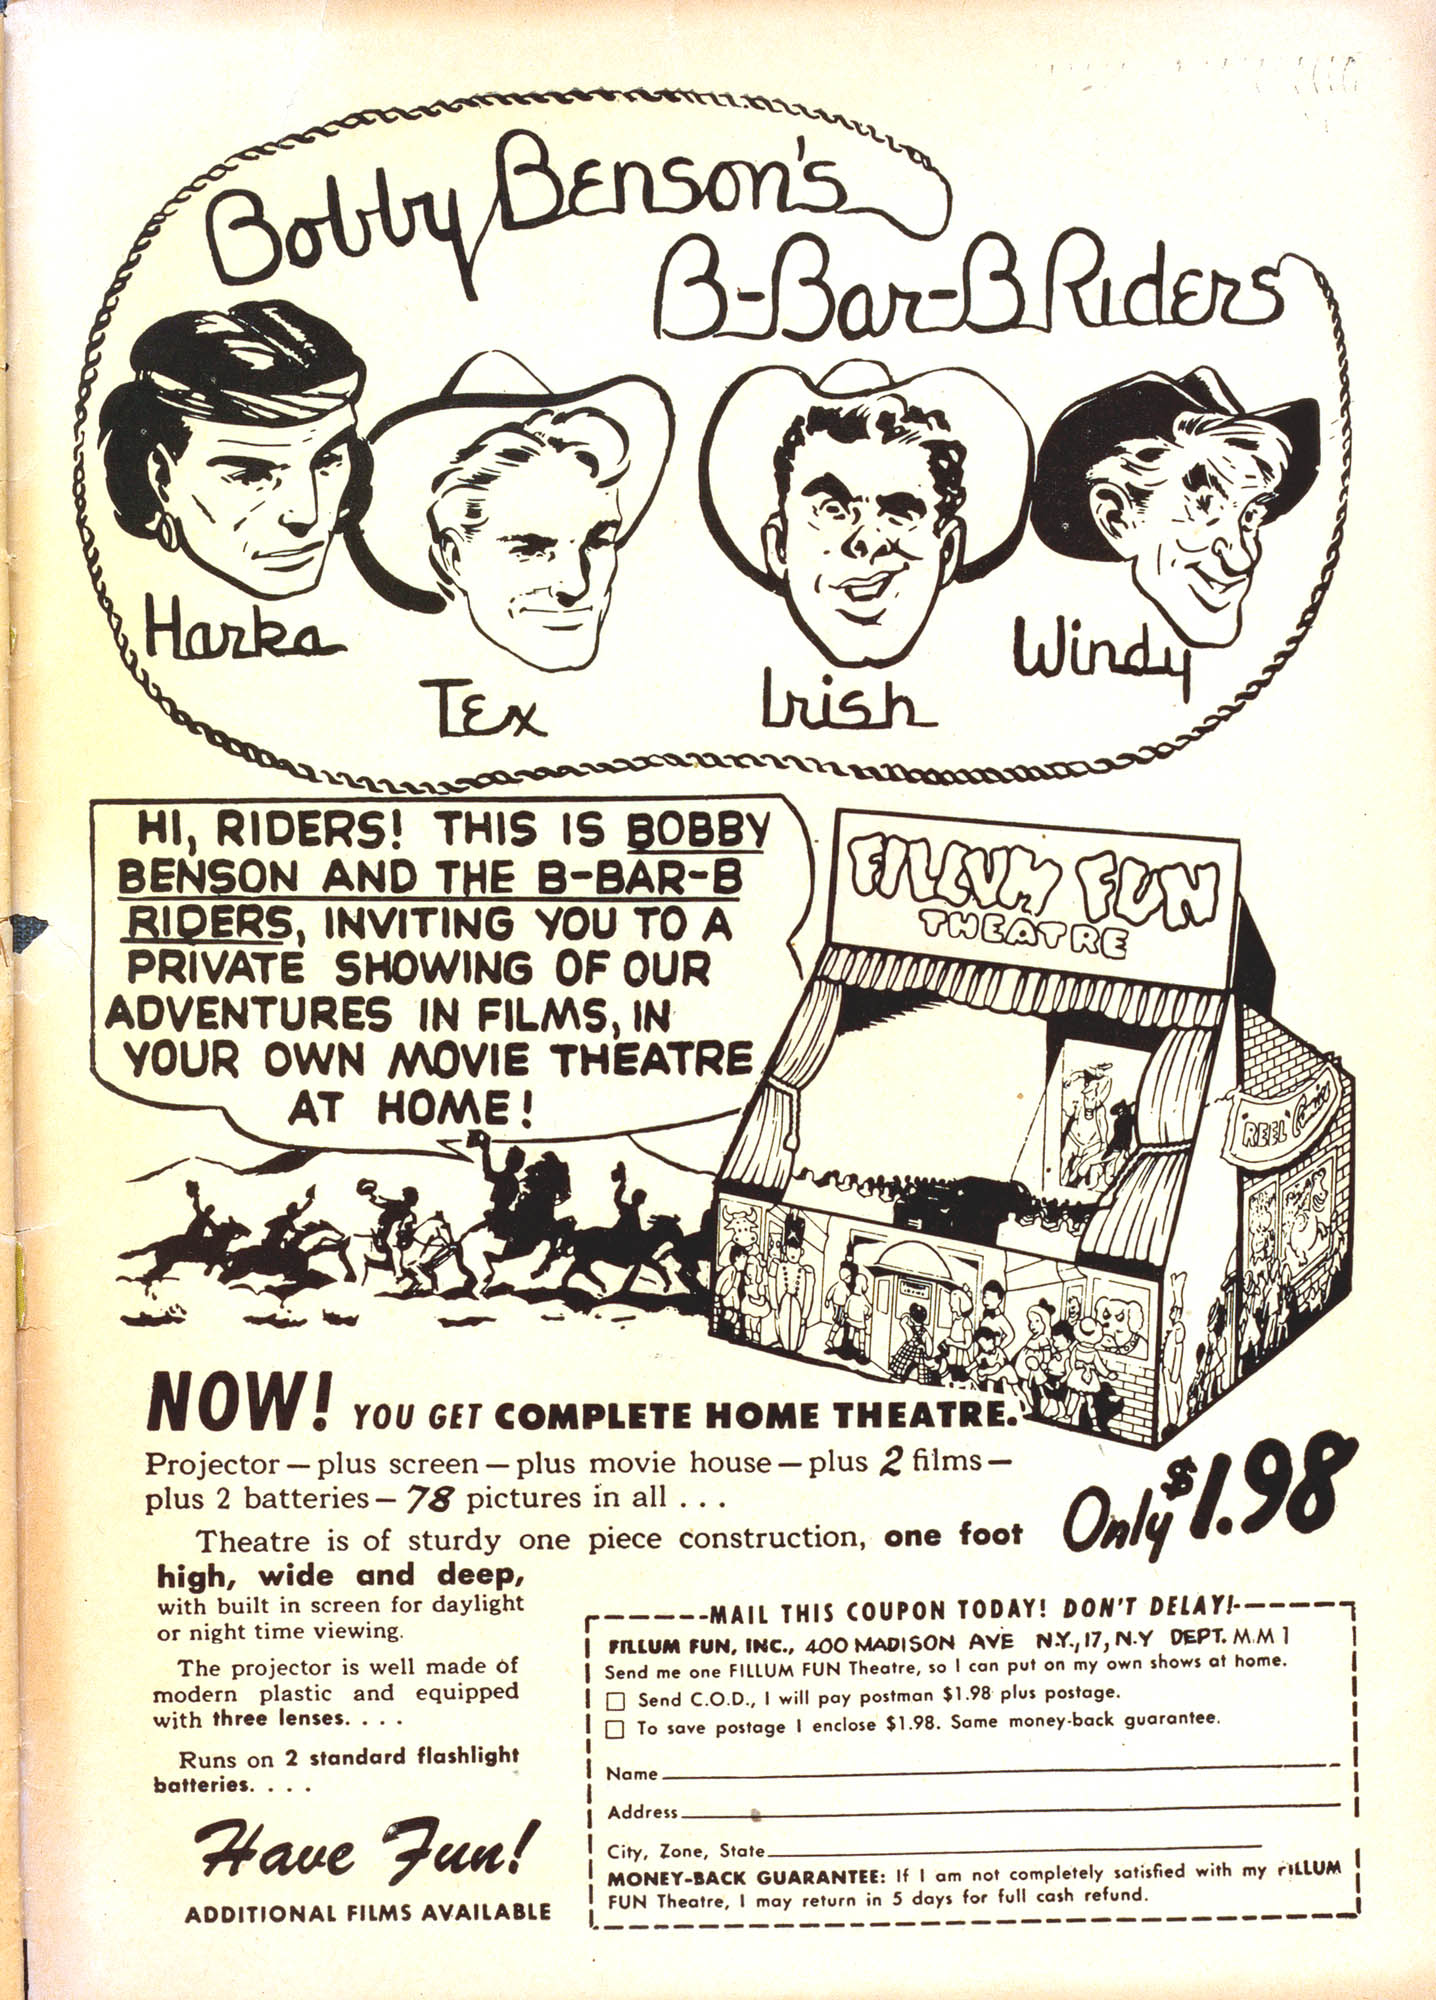 Bobby Benson's
B-Bar-B Riders
Harka
Tex
Irish
Windy
HI, RIDERS! THIS IS BOBBY
BENSON AND THE B-BAR-B
RIDERS, INVITING YOU TO A
PRIVATE SHOWING OF OUR
ADVENTURES IN FILMS, IN
YOUR OWN MOVIE THEATRE
AT HOME!
FILLUM FUN
THEATRE
"REEL" Comics
NOW! YOU GET COMPLETE HOME THEATRE.
Projector — plus screen — plus movie house — plus 2 films —
plus 2 batteries — 78 pictures in all . . .
Only $1.98
Theatre is of sturdy one piece construction, one foot
high, wide and deep,
with built in screen for daylight
or night time viewing.
The projector is well made of
modern plastic and equipped
with three lenses. . . .
Runs on 2 standard flashlight
batteries. . . .
Have Fun!
ADDITIONAL FILMS AVAILABLE
MAIL THIS COUPON TODAY! DON'T DELAY!
FILLUM FUN, INC., 400 MADISON AVE N.Y., 17, N.Y DEPT. M.M 1
Send me one FILLUM FUN Theatre, so I can put on my own shows at home.
☐ Send C.O.D., I will pay postman $1.98 plus postage.
☐ To save postage I enclose $1.98. Same money-back guarantee.
Name
Address
City, Zone, State
MONEY-BACK GUARANTEE: If I am not completely satisfied with my FILLUM
FUN Theatre, I may return in 5 days for full cash refund.